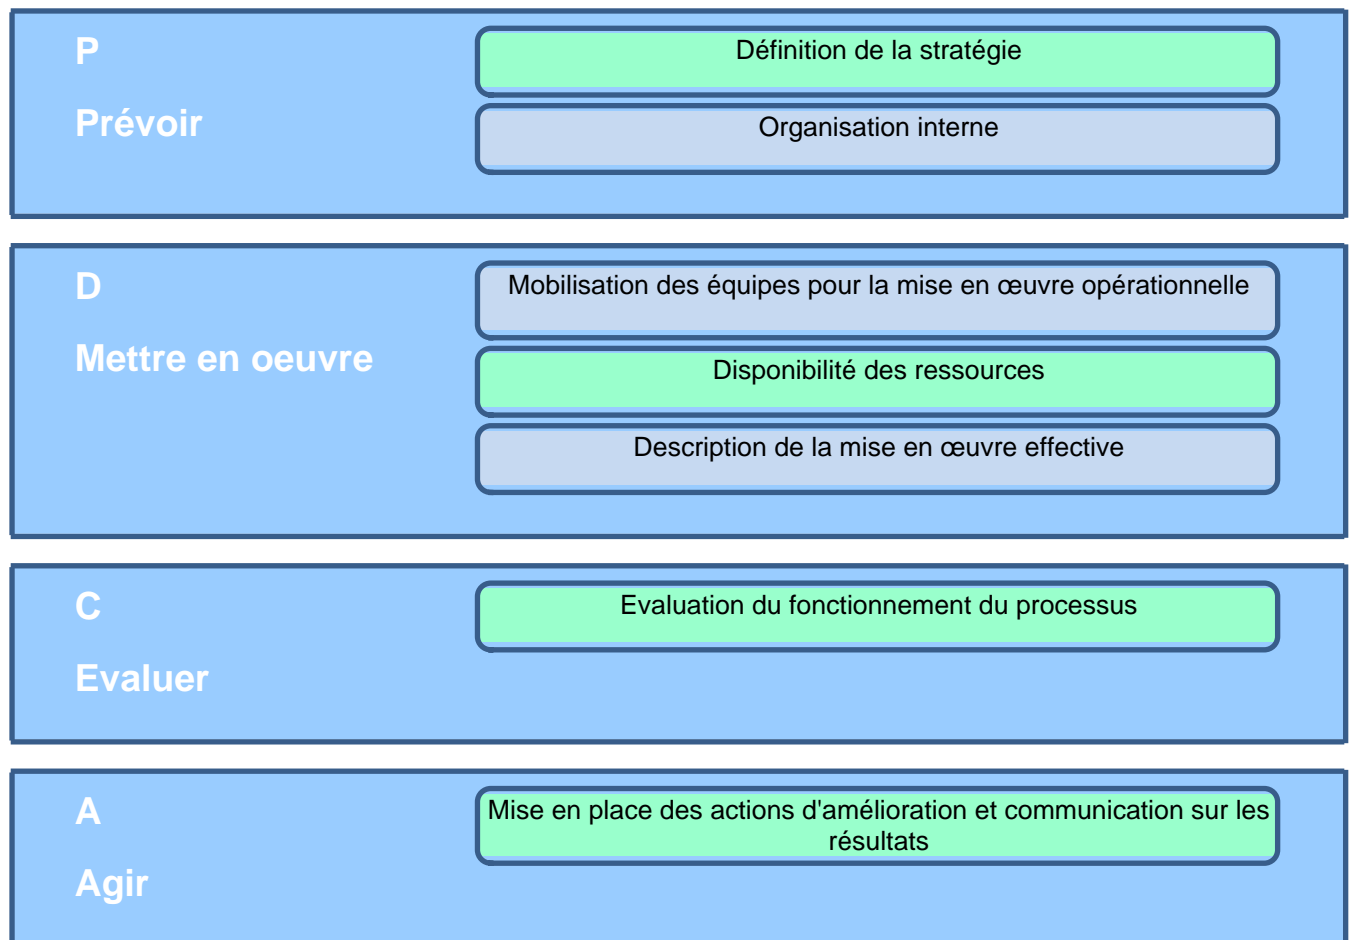 P
Définition de la stratégie
Prévoir
Organisation interne
D
Mobilisation des équipes pour la mise en œuvre opérationnelle
Mettre en oeuvre
Disponibilité des ressources
Description de la mise en œuvre effective
C
Evaluation du fonctionnement du processus
Evaluer
A
Mise en place des actions d'amélioration et communication sur les
résultats
Agir